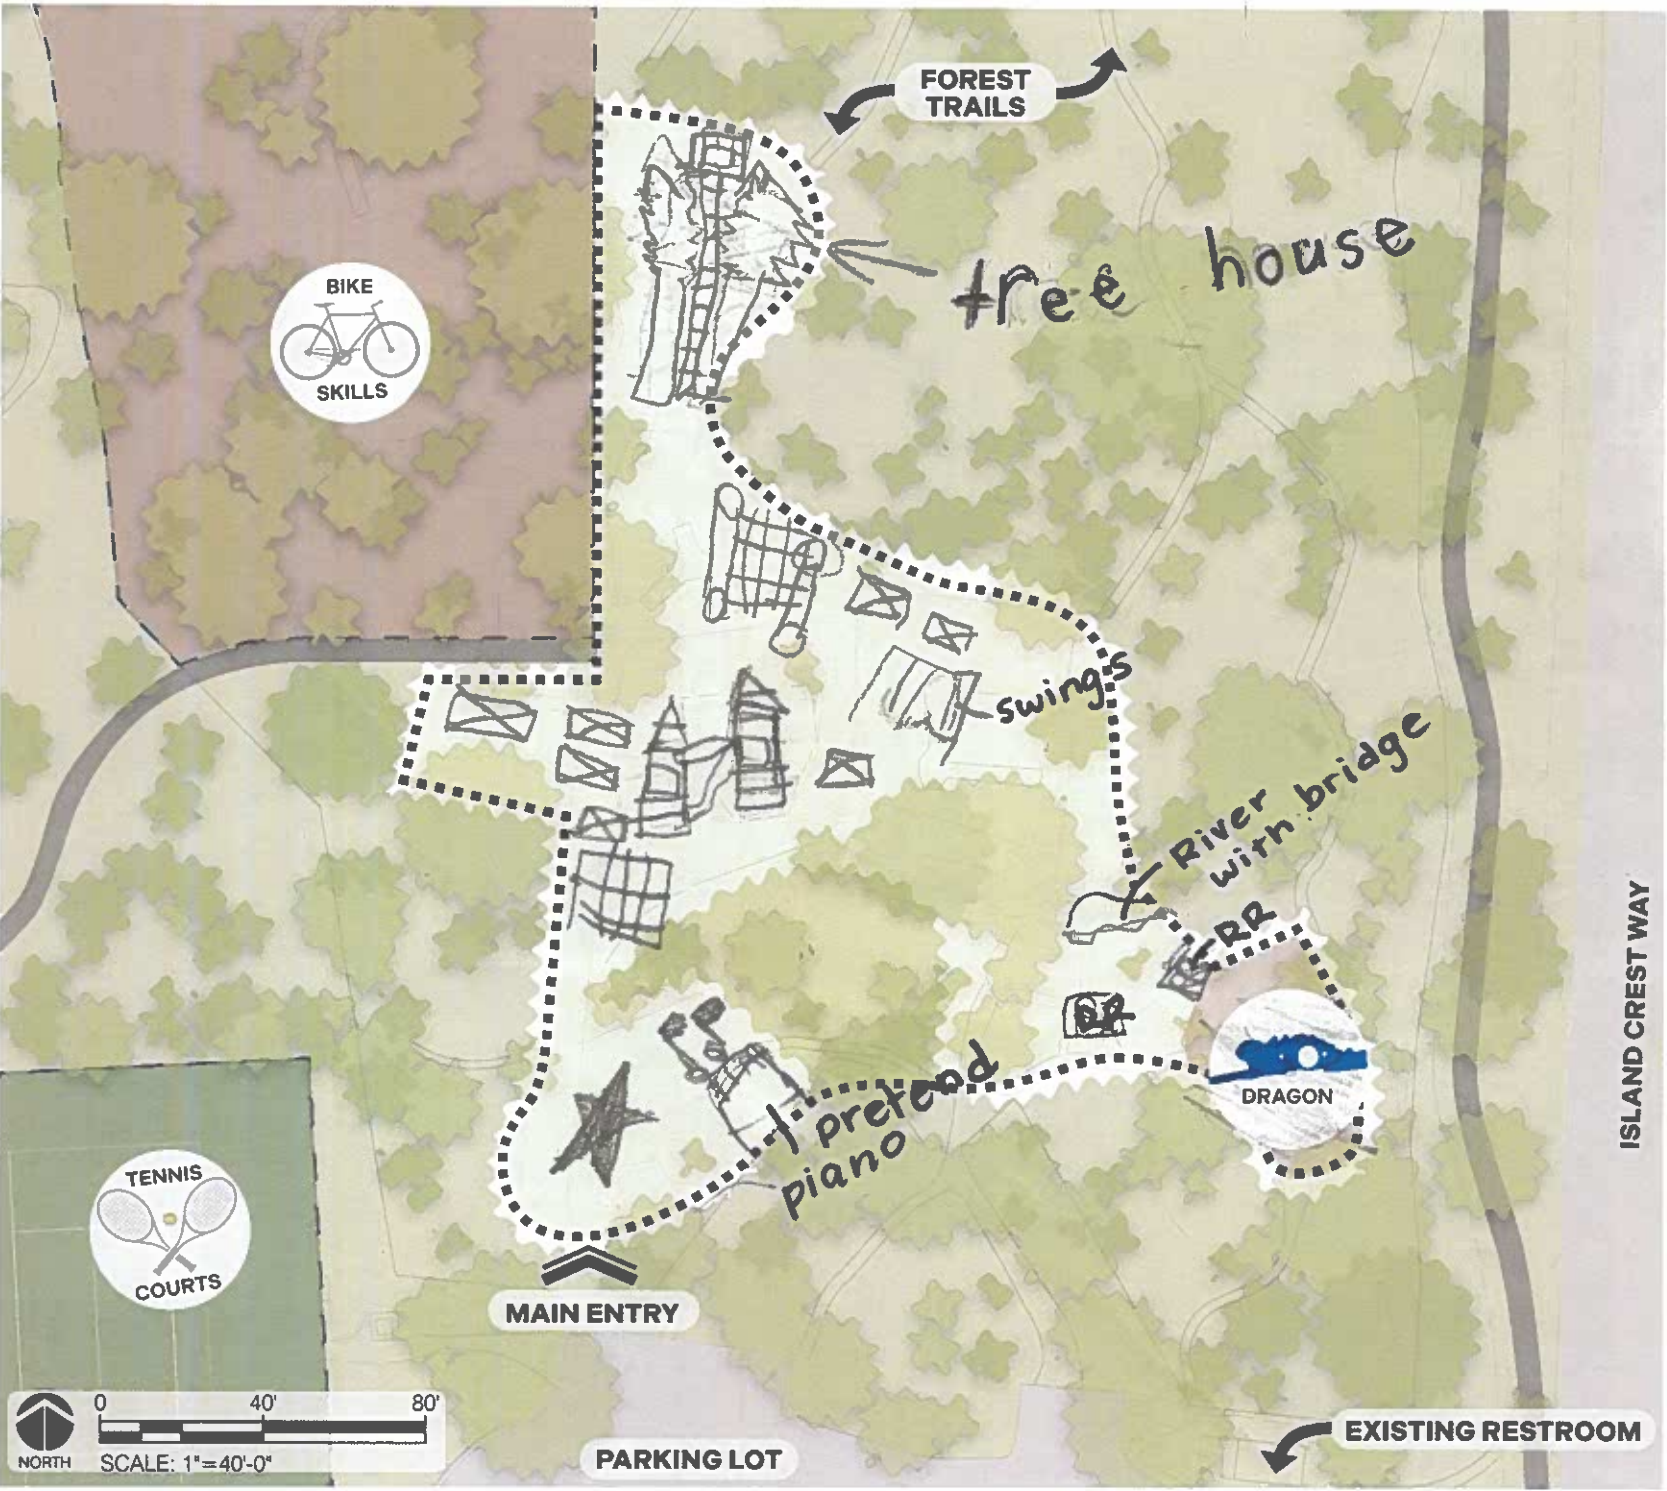 FOREST
TRAILS
tree house
BIKE
SKILLS
swings
River
with bridge
RR
RR
DRAGON
pretend
piano
ISLAND CREST WAY
TENNIS
COURTS
MAIN ENTRY
0 40' 80'
NORTH
SCALE: 1"=40'-0"
PARKING LOT
EXISTING RESTROOM